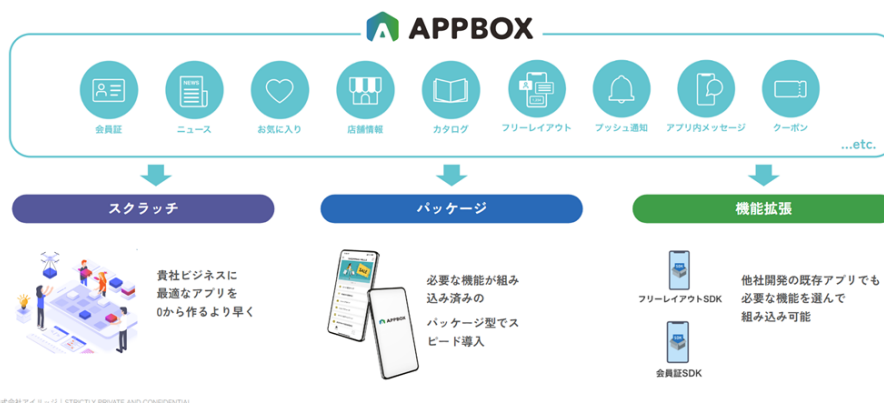 APPBOX
NEWS
会員証
ニュース
お気に入り
店舗情報
カタログ
フリーレイアウト
プッシュ通知
アプリ内メッセージ
クーポン
...etc.
スクラッチ
パッケージ
機能拡張
貴社ビジネスに
最適なアプリを
0から作るより早く
必要な機能が組み
込み済みの
パッケージ型でス
ピード導入
APPBOX
フリーレイアウトSDK
会員証SDK
他社開発の既存アプリでも
必要な機能を選んで
組み込み可能
STRICTLY PRIVATE AND CONFIDENTIAL